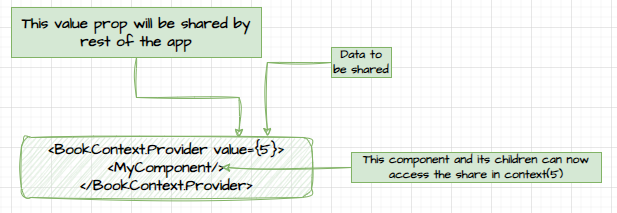 This value prop will be shared by
rest of the app
Data to
be shared
<BookContext.Provider value={5}>
<MyComponent/>
</BookContext.Provider>
This component and its children can now
access the share in context(5)